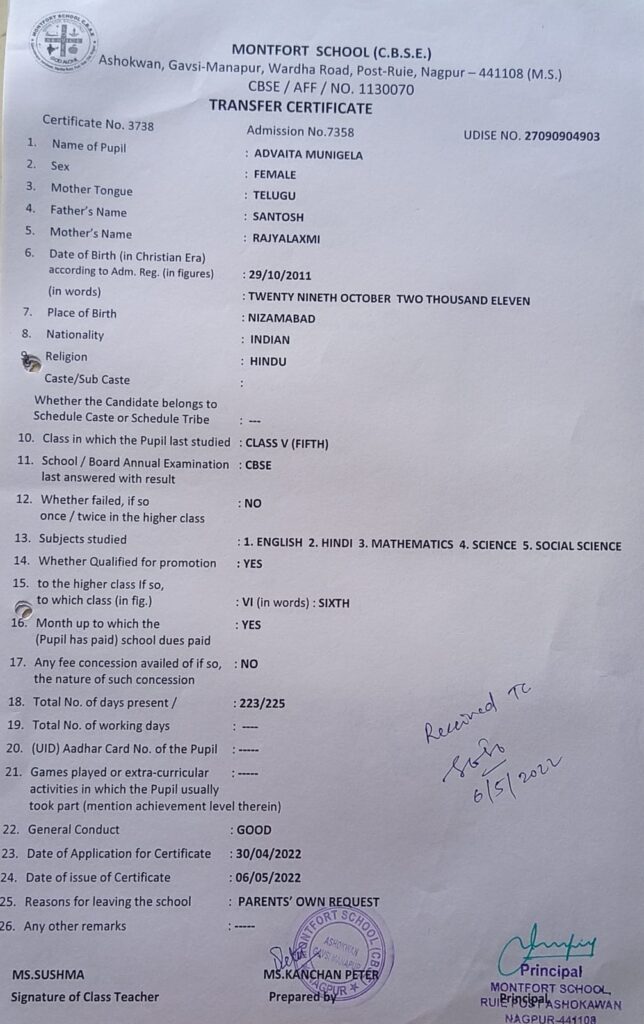 MONTFORT SCHOOL (C.B.S.E.)
Ashokwan, Gavsi-Manapur, Wardha Road, Post-Ruie, Nagpur – 441108 (M.S.)
CBSE / AFF / NO. 1130070
TRANSFER CERTIFICATE
Certificate No. 3738 Admission No.7358 UDISE NO. 27090904903
1. Name of Pupil : ADVAITA MUNIGELA
2. Sex : FEMALE
3. Mother Tongue : TELUGU
4. Father's Name : SANTOSH
5. Mother's Name : RAJYALAXMI
6. Date of Birth (in Christian Era)
according to Adm. Reg. (in figures) : 29/10/2011
(in words) : TWENTY NINETH OCTOBER TWO THOUSAND ELEVEN
7. Place of Birth : NIZAMABAD
8. Nationality : INDIAN
9. Religion : HINDU
Caste/Sub Caste :
Whether the Candidate belongs to
Schedule Caste or Schedule Tribe : ---
10. Class in which the Pupil last studied : CLASS V (FIFTH)
11. School / Board Annual Examination : CBSE
last answered with result
12. Whether failed, if so : NO
once / twice in the higher class
13. Subjects studied : 1. ENGLISH 2. HINDI 3. MATHEMATICS 4. SCIENCE 5. SOCIAL SCIENCE
14. Whether Qualified for promotion : YES
15. to the higher class If so,
to which class (in fig.) : VI (in words) : SIXTH
16. Month up to which the : YES
(Pupil has paid) school dues paid
17. Any fee concession availed of if so, : NO
the nature of such concession
18. Total No. of days present / : 223/225
19. Total No. of working days : ----
20. (UID) Aadhar Card No. of the Pupil : -----
21. Games played or extra-curricular : -----
activities in which the Pupil usually
took part (mention achievement level therein)
Received TC
6/5/2022
22. General Conduct : GOOD
23. Date of Application for Certificate : 30/04/2022
24. Date of issue of Certificate : 06/05/2022
25. Reasons for leaving the school : PARENTS' OWN REQUEST
26. Any other remarks : -----
MONTFORT SCHOOL (CB
ASHOKWAN
GAVSI MANAPUR
NAGPUR
MS.SUSHMA MS.KANCHAN PETER Principal
Signature of Class Teacher Prepared by Principal
MONTFORT SCHOOL,
RUIE POST ASHOKAWAN
NAGPUR-441108